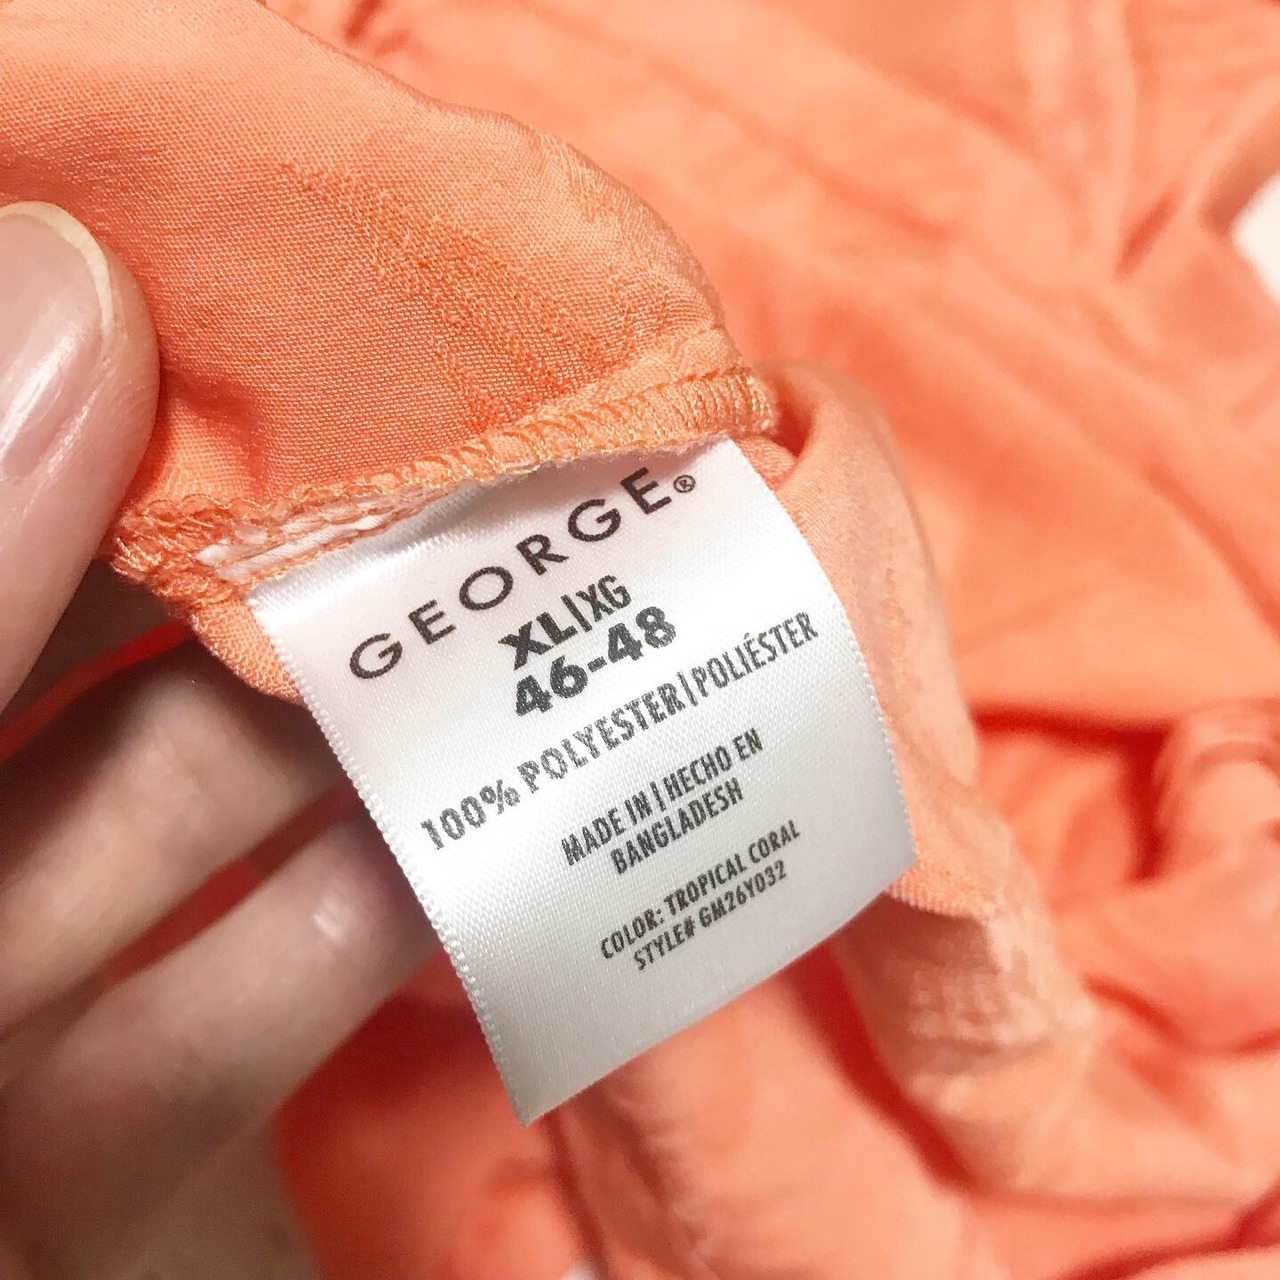 GEORGE®
XL|XG
46-48
100% POLYESTER|POLIÉSTER
MADE IN|HECHO EN
BANGLADESH
COLOR: TROPICAL CORAL
STYLE# GM26Y032